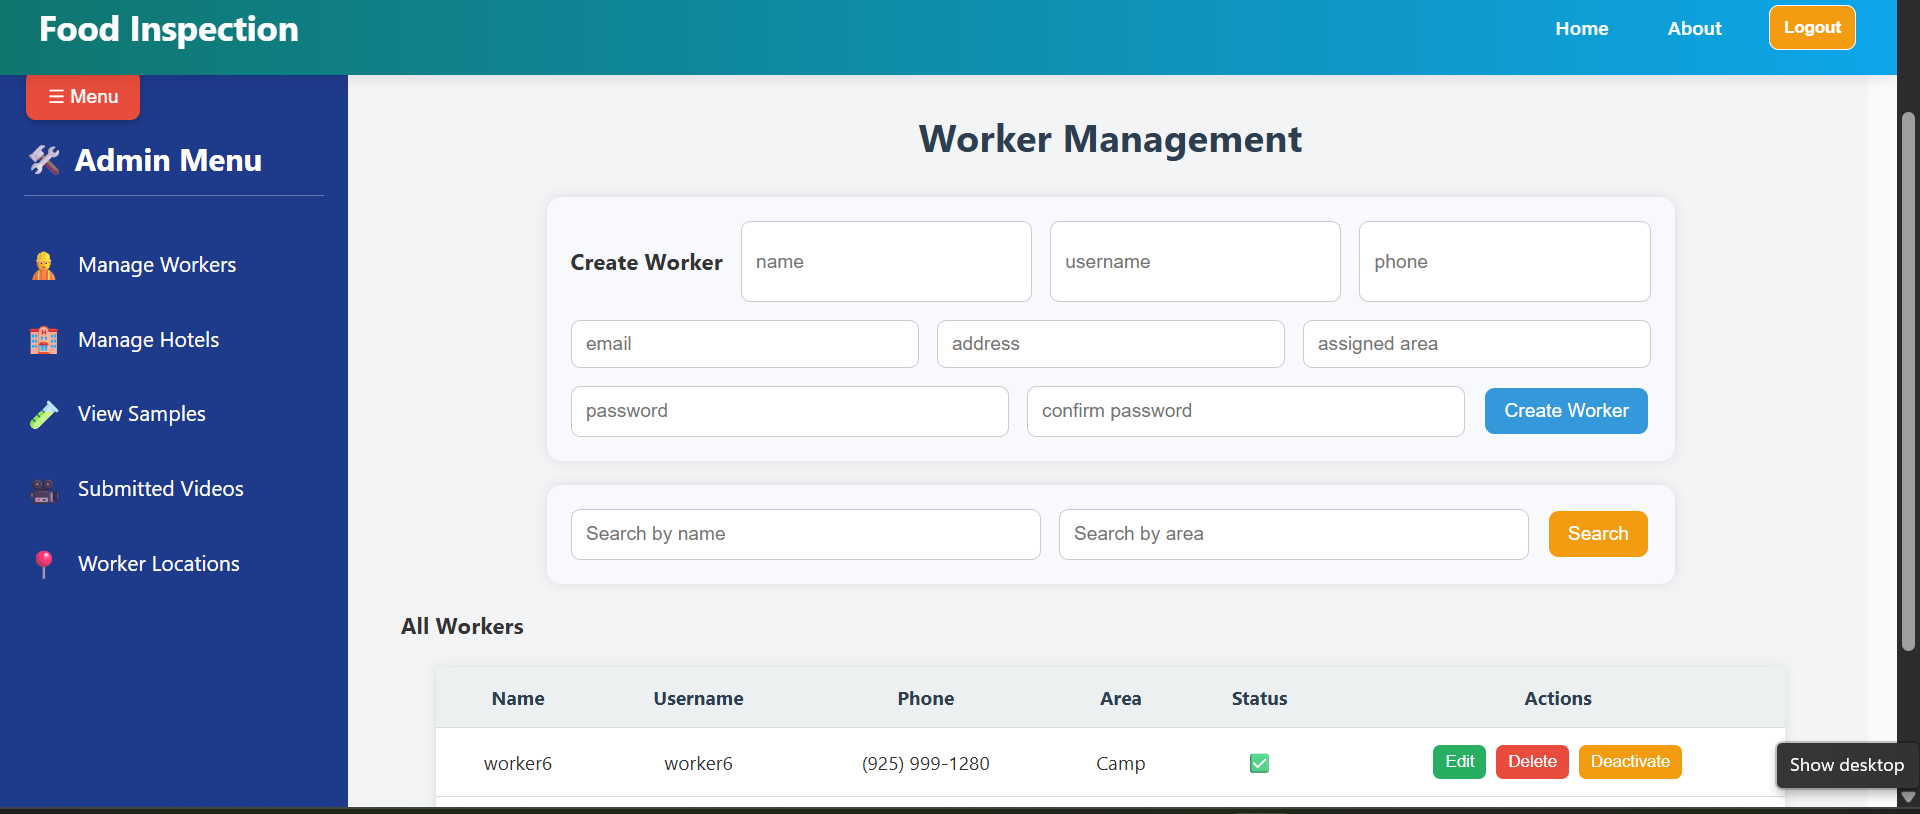 Food Inspection
Home
About
Logout
☰ Menu
Admin Menu
Manage Workers
Manage Hotels
View Samples
Submitted Videos
Worker Locations
Worker Management
Create Worker
name
username
phone
email
address
assigned area
password
confirm password
Create Worker
Search by name
Search by area
Search
All Workers
Name Username Phone Area Status Actions
worker6 worker6 (925) 999-1280 Camp ✅ Edit Delete Deactivate
Show desktop